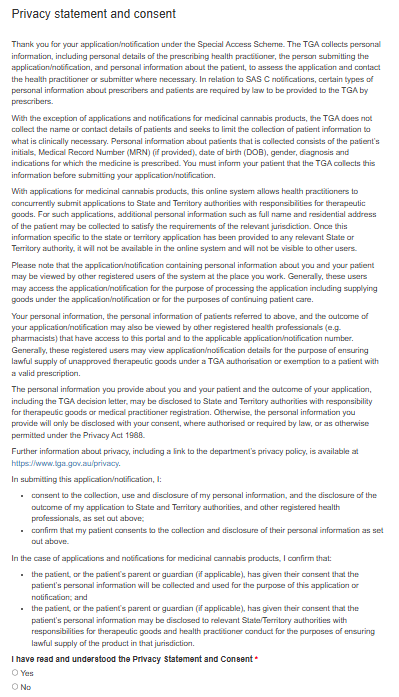 Privacy statement and consent
Thank you for your application/notification under the Special Access Scheme. The TGA collects personal
information, including personal details of the prescribing health practitioner, the person submitting the
application/notification, and personal information about the patient, to assess the application and contact
the health practitioner or submitter where necessary. In relation to SAS C notifications, certain types of
personal information about prescribers and patients are required by law to be provided to the TGA by
prescribers.
With the exception of applications and notifications for medicinal cannabis products, the TGA does not
collect the name or contact details of patients and seeks to limit the collection of patient information to
what is clinically necessary. Personal information about patients that is collected consists of the patient's
initials, Medical Record Number (MRN) (if provided), date of birth (DOB), gender, diagnosis and
indications for which the medicine is prescribed. You must inform your patient that the TGA collects this
information before submitting your application/notification.
With applications for medicinal cannabis products, this online system allows health practitioners to
concurrently submit applications to State and Territory authorities with responsibilities for therapeutic
goods. For such applications, additional personal information such as full name and residential address
of the patient may be collected to satisfy the requirements of the relevant jurisdiction. Once this
information specific to the state or territory application has been provided to any relevant State or
Territory authority, it will not be available in the online system and will not be visible to other users.
Please note that the application/notification containing personal information about you and your patient
may be viewed by other registered users of the system at the place you work. Generally, these users
may access the application/notification for the purpose of processing the application including supplying
goods under the application/notification or for the purposes of continuing patient care.
Your personal information, the personal information of patients referred to above, and the outcome of
your application/notification may also be viewed by other registered health professionals (e.g.
pharmacists) that have access to this portal and to the applicable application/notification number.
Generally, these registered users may view application/notification details for the purpose of ensuring
lawful supply of unapproved therapeutic goods under a TGA authorisation or exemption to a patient with
a valid prescription.
The personal information you provide about you and your patient and the outcome of your application,
including the TGA decision letter, may be disclosed to State and Territory authorities with responsibility
for therapeutic goods or medical practitioner registration. Otherwise, the personal information you
provide will only be disclosed with your consent, where authorised or required by law, or as otherwise
permitted under the Privacy Act 1988.
Further information about privacy, including a link to the department's privacy policy, is available at
https://www.tga.gov.au/privacy.
In submitting this application/notification, I:
• consent to the collection, use and disclosure of my personal information, and the disclosure of the
outcome of my application to State and Territory authorities, and other registered health
professionals, as set out above;
• confirm that my patient consents to the collection and disclosure of their personal information as set
out above.
In the case of applications and notifications for medicinal cannabis products, I confirm that:
• the patient, or the patient's parent or guardian (if applicable), has given their consent that the
patient's personal information will be collected and used for the purpose of this application or
notification; and
• the patient, or the patient's parent or guardian (if applicable), has given their consent that the
patient's personal information may be disclosed to relevant State/Territory authorities with
responsibilities for therapeutic goods and health practitioner conduct for the purposes of ensuring
lawful supply of the product in that jurisdiction.
I have read and understood the Privacy Statement and Consent *
Yes
No